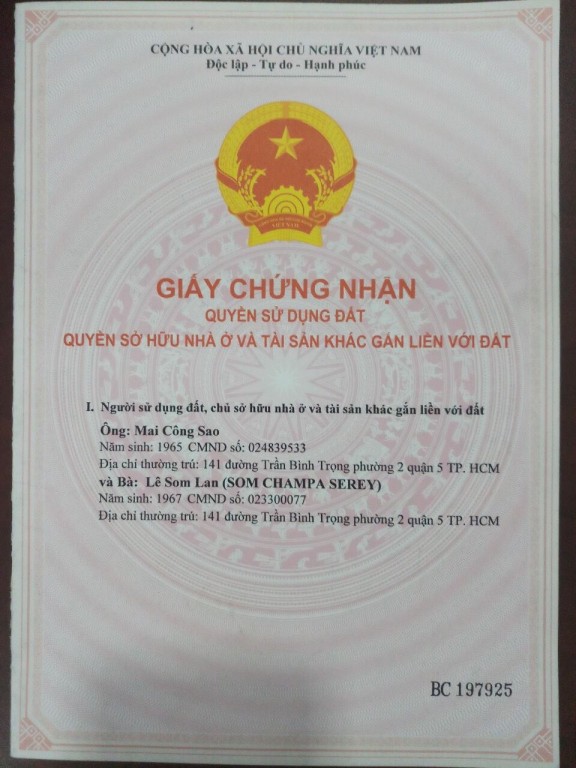 CỘNG HÒA XÃ HỘI CHỦ NGHĨA VIỆT NAM
Độc lập - Tự do - Hạnh phúc
VIỆT NAM
GIẤY CHỨNG NHẬN
QUYỀN SỬ DỤNG ĐẤT
QUYỀN SỞ HỮU NHÀ Ở VÀ TÀI SẢN KHÁC GẮN LIỀN VỚI ĐẤT
I. Người sử dụng đất, chủ sở hữu nhà ở và tài sản khác gắn liền với đất
Ông: Mai Công Sao
Năm sinh: 1965 CMND số: 024839533
Địa chỉ thường trú: 141 đường Trần Bình Trọng phường 2 quận 5 TP. HCM
và Bà: Lê Som Lan (SOM CHAMPA SEREY)
Năm sinh: 1967 CMND số: 023300077
Địa chỉ thường trú: 141 đường Trần Bình Trọng phường 2 quận 5 TP. HCM
BC 197925